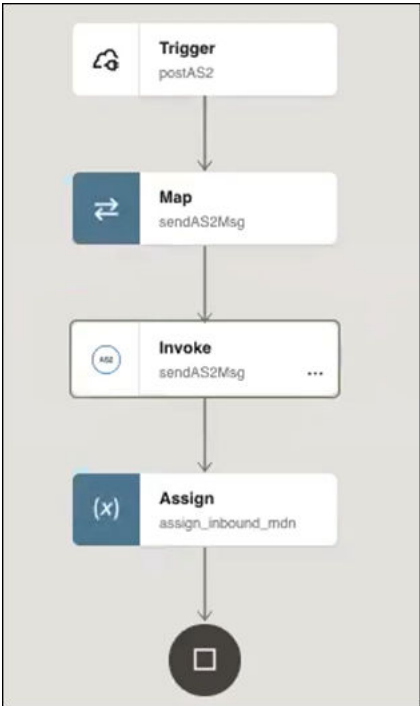 Trigger
postAS2
Map
sendAS2Msg
AS2
Invoke
sendAS2Msg
...
Assign
(x)
assign_inbound_mdn